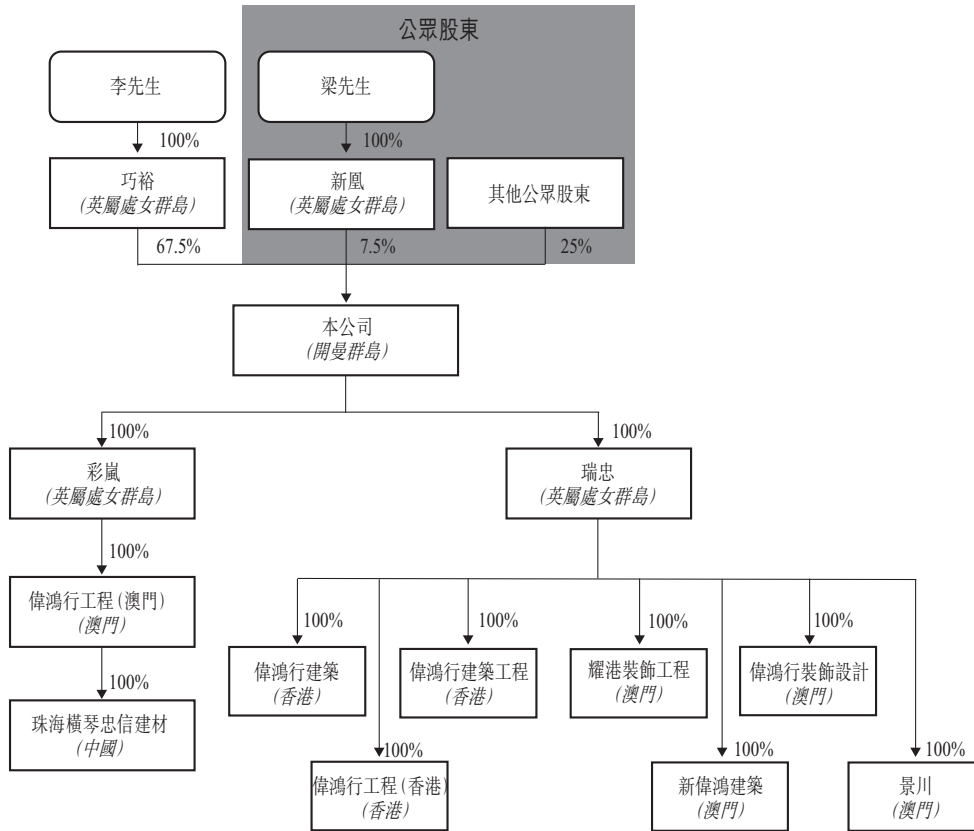 公眾股東
李先生
梁先生
100%
100%
巧裕
(英屬處女群島)
新凰
(英屬處女群島)
其他公眾股東
67.5%
7.5%
25%
本公司
(開曼群島)
100%
100%
彩嵐
(英屬處女群島)
瑞忠
(英屬處女群島)
100%
偉鴻行工程(澳門)
(澳門)
100%
100%
100%
100%
偉鴻行建築
(香港)
偉鴻行建築工程
(香港)
耀港裝飾工程
(澳門)
偉鴻行裝飾設計
(澳門)
100%
珠海橫琴忠信建材
(中國)
100%
100%
100%
偉鴻行工程(香港)
(香港)
新偉鴻建築
(澳門)
景川
(澳門)